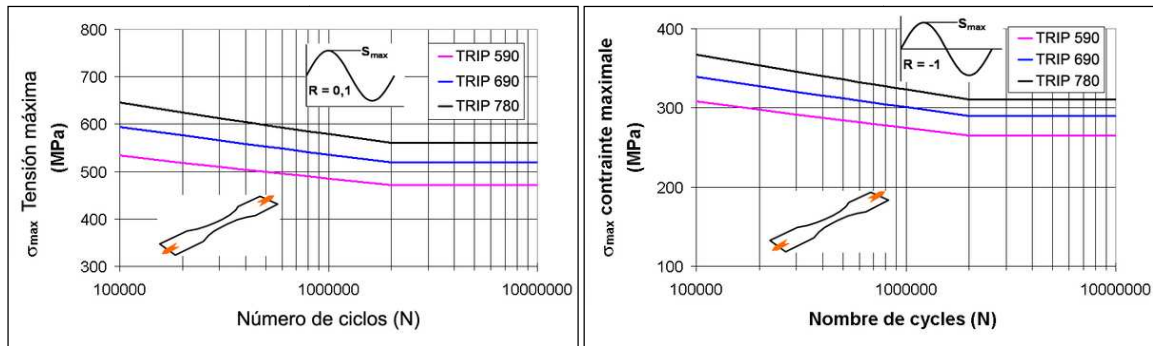 800
700
600
500
400
300
σmax Tensión máxima
(MPa)
Smax
R = 0,1
TRIP 590
TRIP 690
TRIP 780
100000
1000000
10000000
Número de ciclos (N)
400
300
200
100
σmax contrainte maximale
(MPa)
Smax
R = -1
TRIP 590
TRIP 690
TRIP 780
100000
1000000
10000000
Nombre de cycles (N)